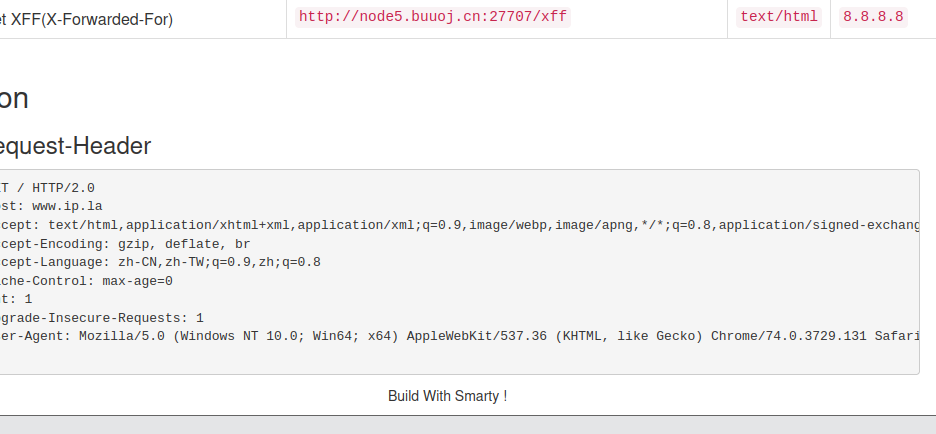 et XFF(X-Forwarded-For) http://node5.buuoj.cn:27707/xff text/html 8.8.8.8
on
equest-Header
T / HTTP/2.0
st: www.ip.la
cept: text/html,application/xhtml+xml,application/xml;q=0.9,image/webp,image/apng,*/*;q=0.8,application/signed-exchang
cept-Encoding: gzip, deflate, br
cept-Language: zh-CN,zh-TW;q=0.9,zh;q=0.8
che-Control: max-age=0
t: 1
grade-Insecure-Requests: 1
er-Agent: Mozilla/5.0 (Windows NT 10.0; Win64; x64) AppleWebKit/537.36 (KHTML, like Gecko) Chrome/74.0.3729.131 Safari
Build With Smarty !